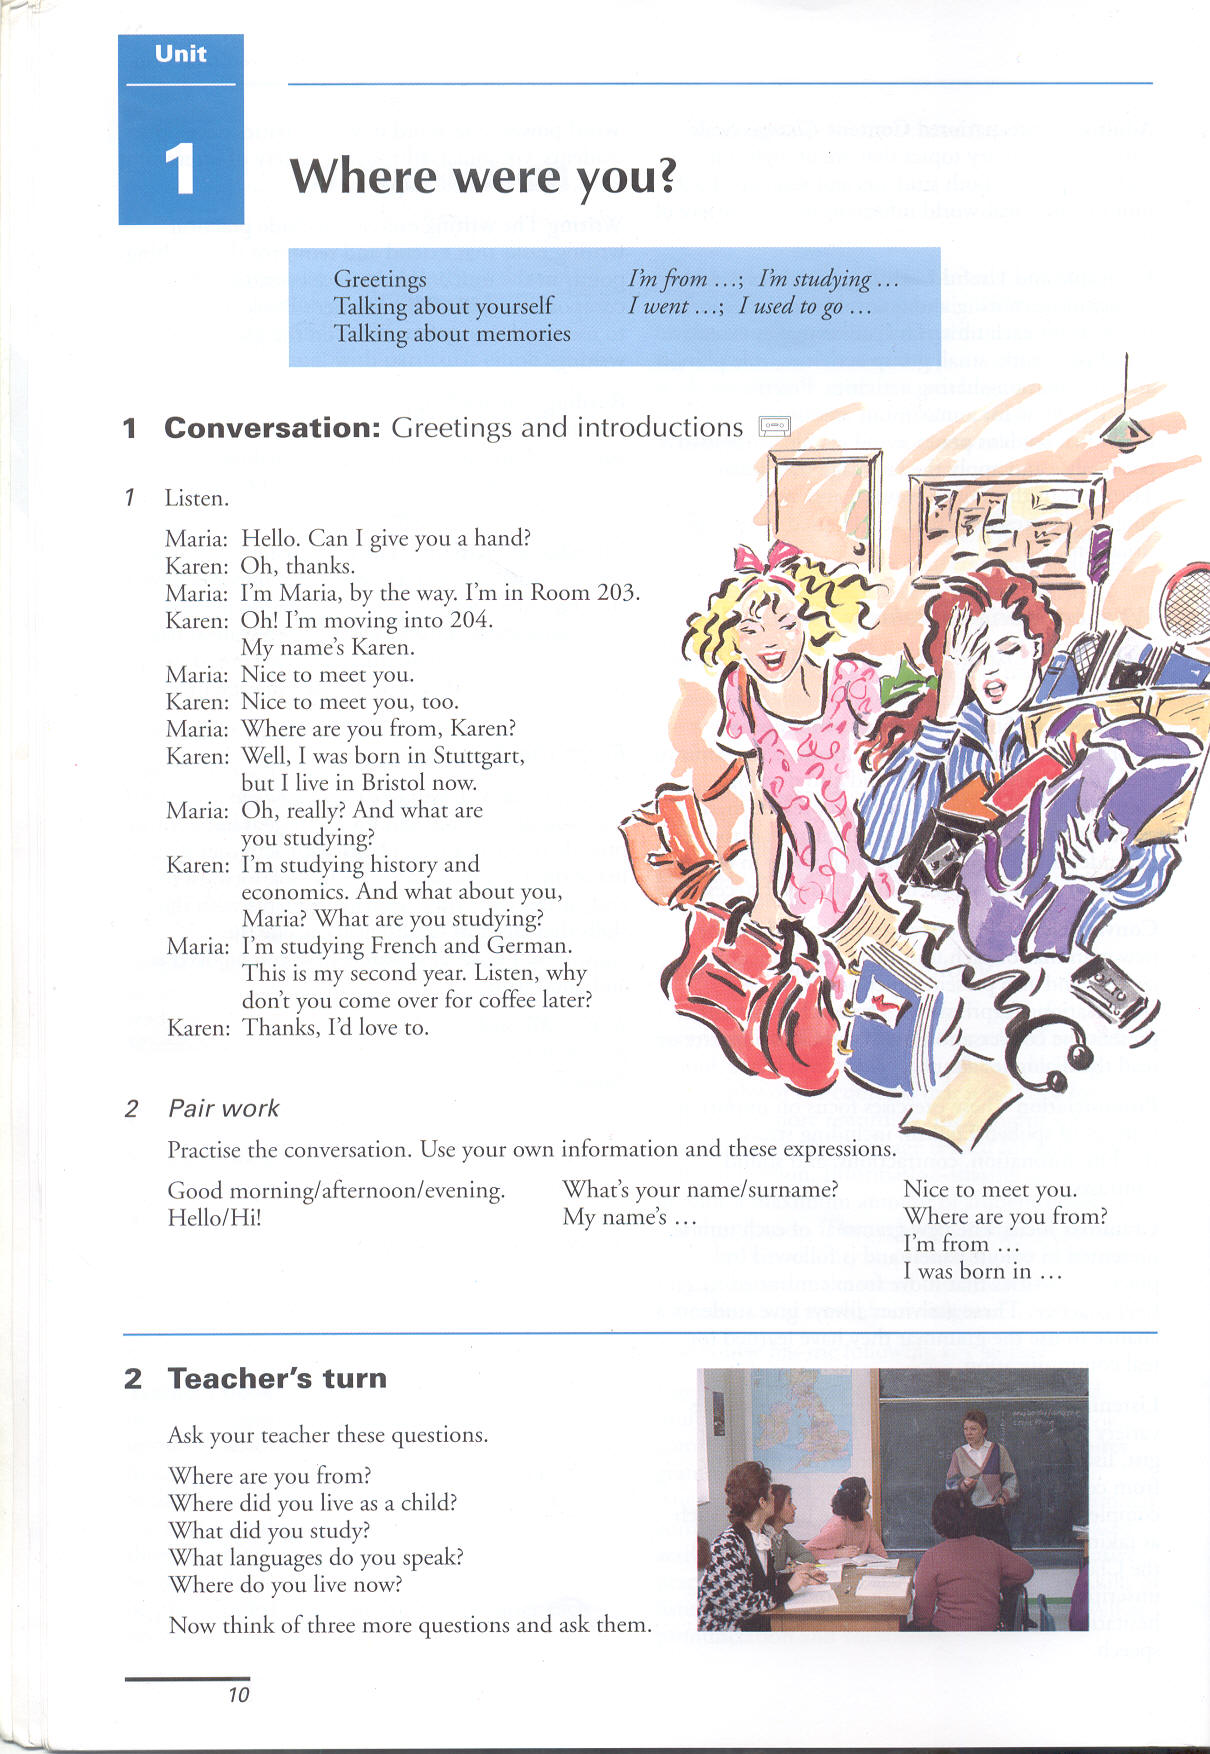 Unit
1
Where were you?
Greetings I'm from ...; I'm studying ...
Talking about yourself I went ...; I used to go ...
Talking about memories
1 Conversation: Greetings and introductions
1 Listen.
Maria: Hello. Can I give you a hand?
Karen: Oh, thanks.
Maria: I'm Maria, by the way. I'm in Room 203.
Karen: Oh! I'm moving into 204.
My name's Karen.
Maria: Nice to meet you.
Karen: Nice to meet you, too.
Maria: Where are you from, Karen?
Karen: Well, I was born in Stuttgart,
but I live in Bristol now.
Maria: Oh, really? And what are
you studying?
Karen: I'm studying history and
economics. And what about you,
Maria? What are you studying?
Maria: I'm studying French and German.
This is my second year. Listen, why
don't you come over for coffee later?
Karen: Thanks, I'd love to.
2 Pair work
Practise the conversation. Use your own information and these expressions.
Good morning/afternoon/evening. What's your name/surname? Nice to meet you.
Hello/Hi! My name's ... Where are you from?
I'm from ...
I was born in ...
2 Teacher's turn
Ask your teacher these questions.
Where are you from?
Where did you live as a child?
What did you study?
What languages do you speak?
Where do you live now?
Now think of three more questions and ask them.
10